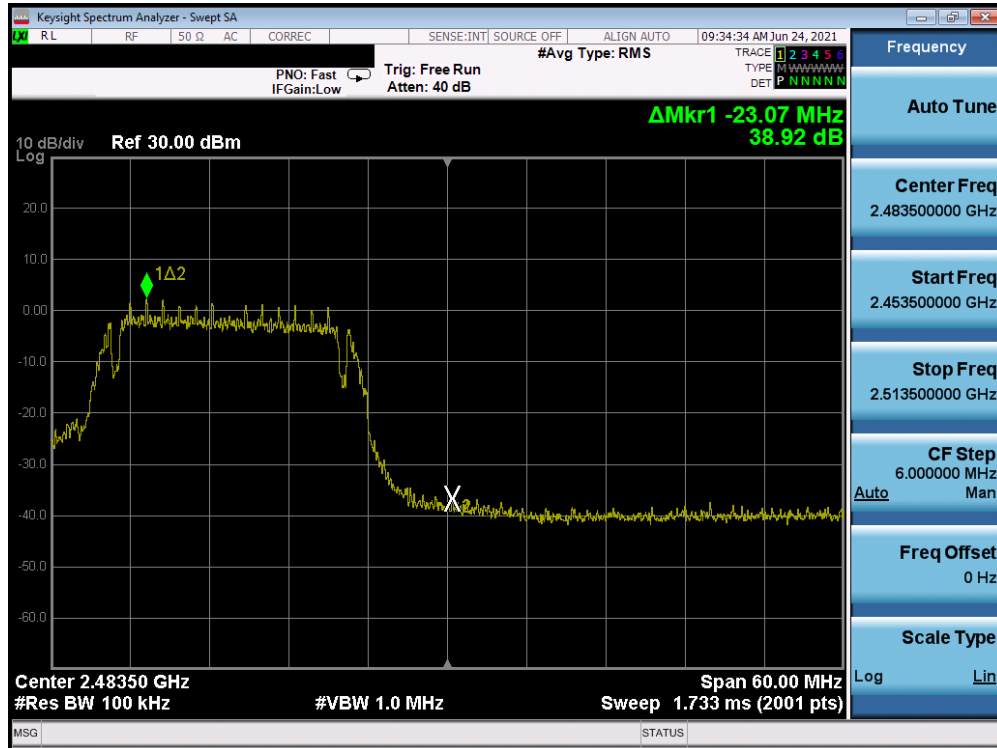 Keysight Spectrum Analyzer - Swept SA
LXI RL RF 50 Ω AC CORREC SENSE:INT SOURCE OFF ALIGN AUTO 09:34:34 AM Jun 24, 2021
#Avg Type: RMS
TRACE 1 2 3 4 5 6
TYPE M WWWWW
DET P N N N N N
PNO: Fast
IFGain:Low
Trig: Free Run
Atten: 40 dB
ΔMkr1 -23.07 MHz
38.92 dB
10 dB/div
Log
Ref 30.00 dBm
20.0
10.0
0.00
-10.0
-20.0
-30.0
-40.0
-50.0
-60.0
1Δ2
X2
Center 2.48350 GHz
Span 60.00 MHz
#Res BW 100 kHz
#VBW 1.0 MHz
Sweep 1.733 ms (2001 pts)
MSG
STATUS
Frequency
Auto Tune
Center Freq
2.483500000 GHz
Start Freq
2.453500000 GHz
Stop Freq
2.513500000 GHz
CF Step
6.000000 MHz
Auto Man
Freq Offset
0 Hz
Scale Type
Log Lin